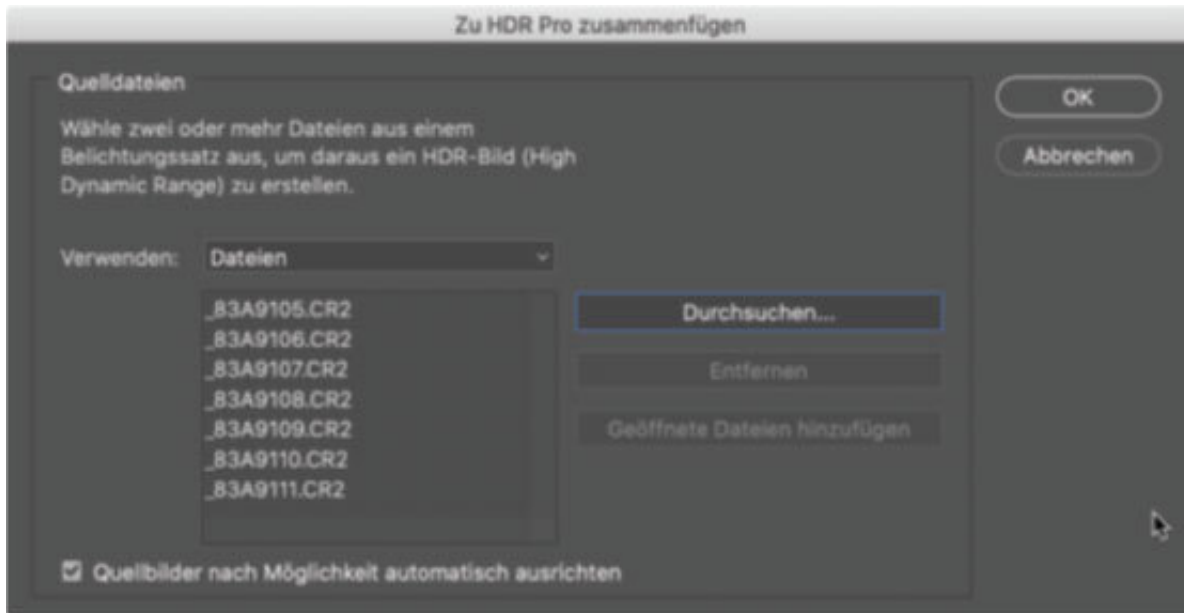 Zu HDR Pro zusammenfügen
Quelldateien
OK
Wähle zwei oder mehr Dateien aus einem
Belichtungssatz aus, um daraus ein HDR-Bild (High
Dynamic Range) zu erstellen.
Abbrechen
Verwenden: Dateien
_83A9105.CR2
_83A9106.CR2
_83A9107.CR2
_83A9108.CR2
_83A9109.CR2
_83A9110.CR2
_83A9111.CR2
Durchsuchen...
Entfernen
Geöffnete Dateien hinzufügen
Quellbilder nach Möglichkeit automatisch ausrichten